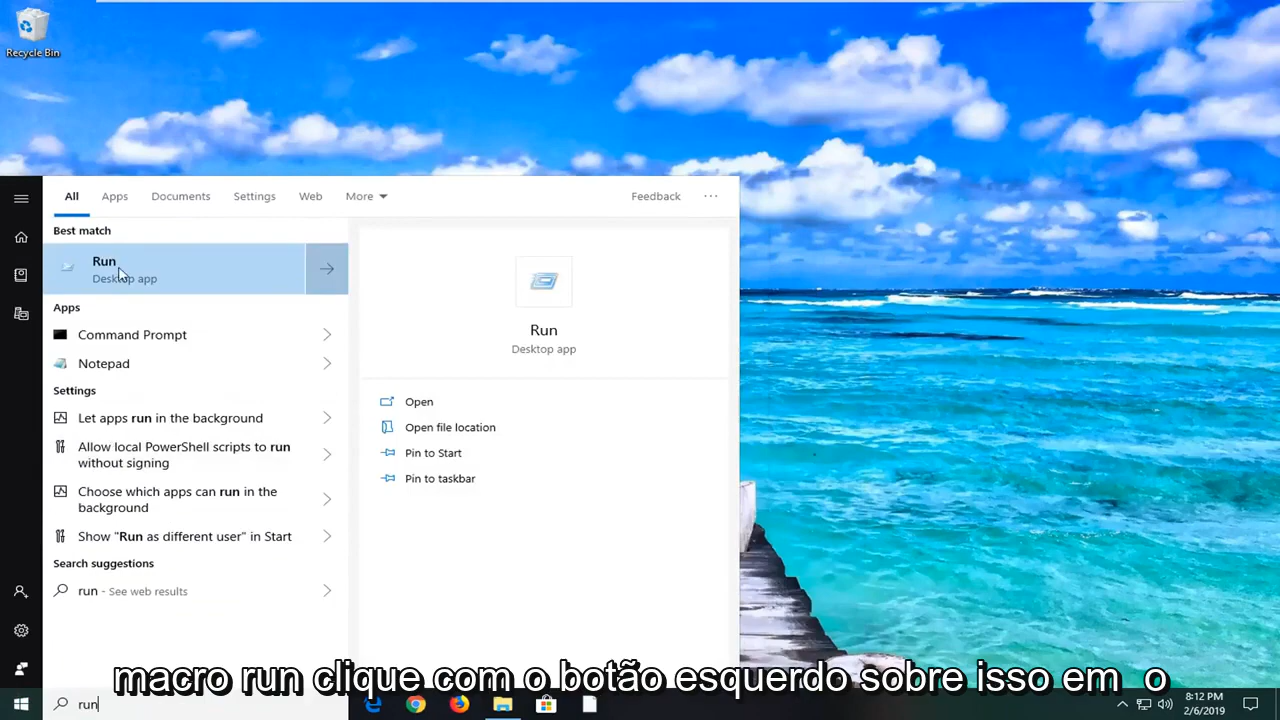 Recycle Bin
All Apps Documents Settings Web More Feedback ...
Best match
Run
Desktop app
Apps
Command Prompt
Notepad
Settings
Let apps run in the background
Allow local PowerShell scripts to run
without signing
Choose which apps can run in the
background
Show "Run as different user" in Start
Search suggestions
run - See web results
Run
Desktop app
Open
Open file location
Pin to Start
Pin to taskbar
macro run clique com o botão esquerdo sobre isso em o
run
8:12 PM
2/6/2019